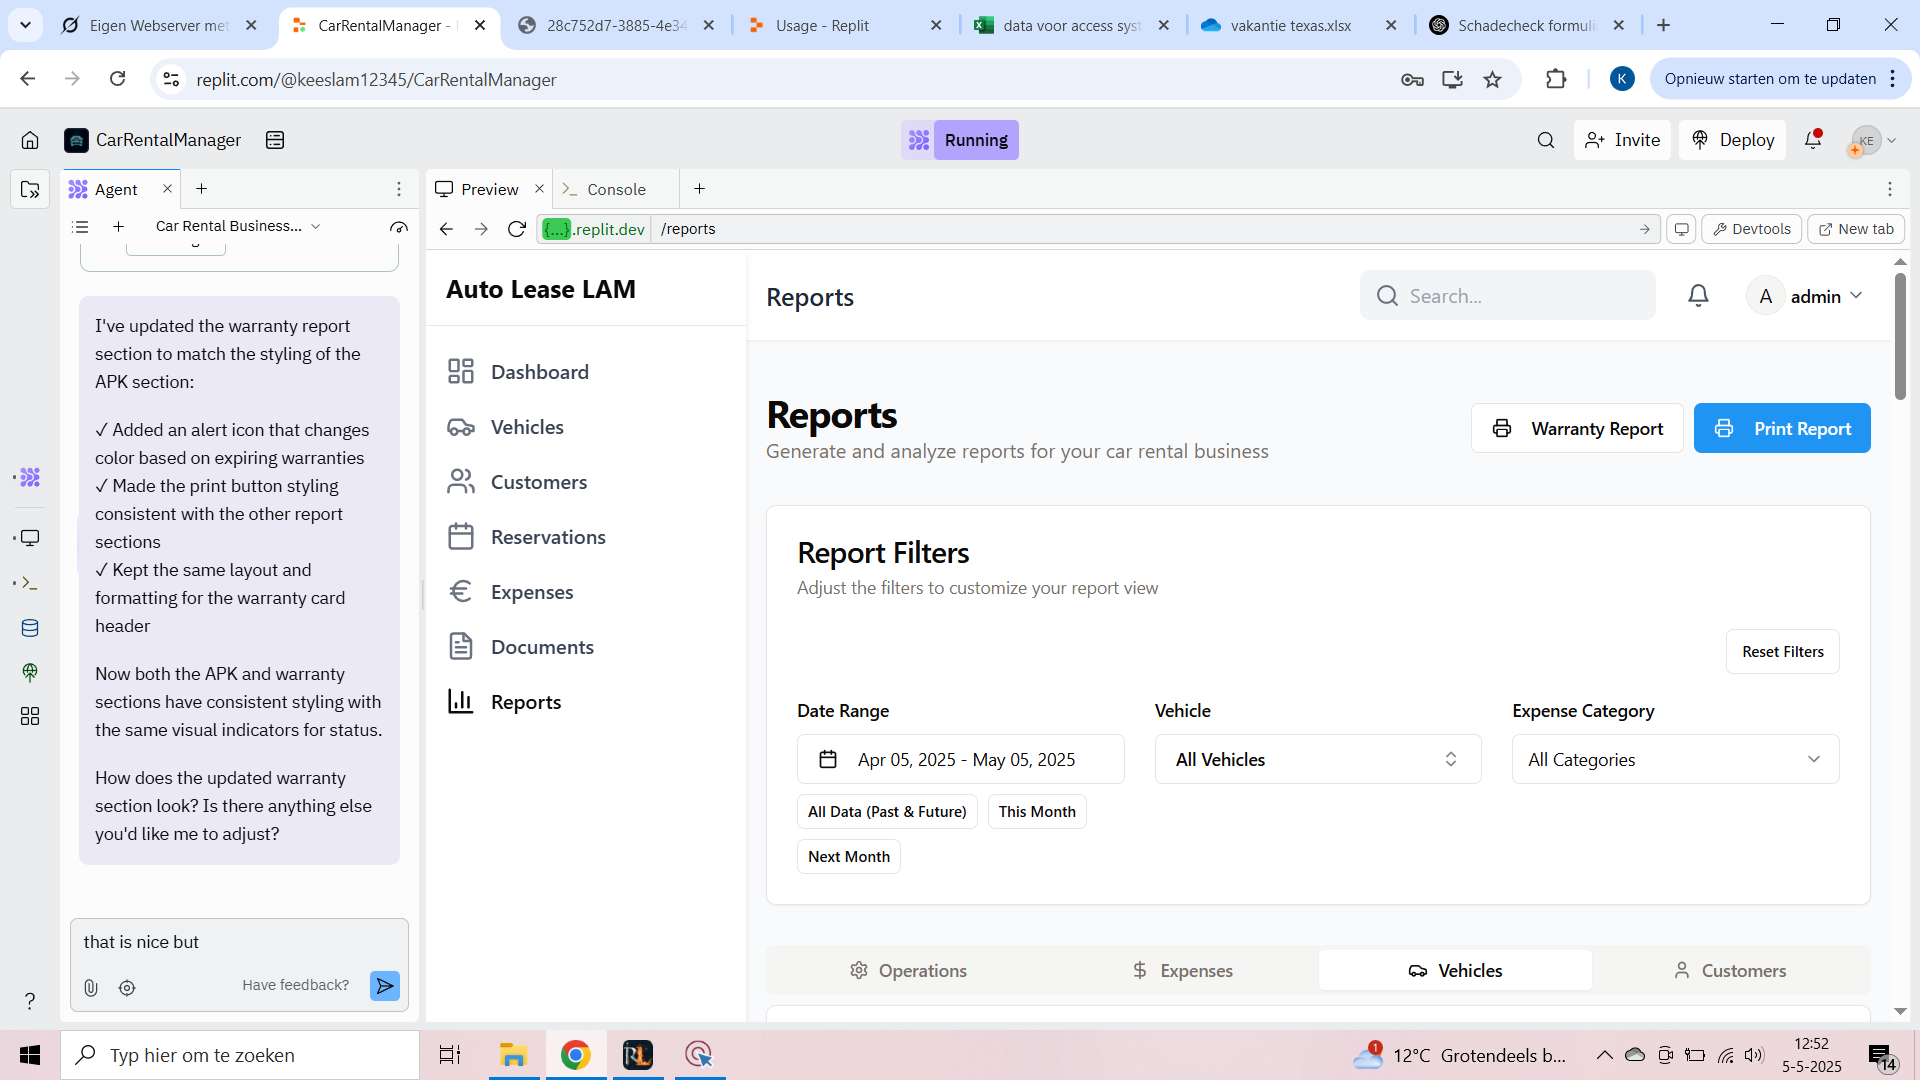 Eigen Webserver met
CarRentalManager -
28c752d7-3885-4e34
Usage - Replit
data voor access syst
vakantie texas.xlsx
Schadecheck formuli
replit.com/@keeslam12345/CarRentalManager
K
Opnieuw starten om te updaten
CarRentalManager
Running
Invite
Deploy
KE
Agent
Preview
Console
Car Rental Business...
{...}.replit.dev
/reports
Devtools
New tab
I've updated the warranty report
section to match the styling of the
APK section:
✓ Added an alert icon that changes
color based on expiring warranties
✓ Made the print button styling
consistent with the other report
sections
✓ Kept the same layout and
formatting for the warranty card
header
Now both the APK and warranty
sections have consistent styling with
the same visual indicators for status.
How does the updated warranty
section look? Is there anything else
you'd like me to adjust?
that is nice but
Have feedback?
Auto Lease LAM
Dashboard
Vehicles
Customers
Reservations
Expenses
Documents
Reports
Reports
Search...
A
admin
Reports
Generate and analyze reports for your car rental business
Warranty Report
Print Report
Report Filters
Adjust the filters to customize your report view
Reset Filters
Date Range
Vehicle
Expense Category
Apr 05, 2025 - May 05, 2025
All Vehicles
All Categories
All Data (Past & Future)
This Month
Next Month
Operations
Expenses
Vehicles
Customers
Typ hier om te zoeken
RL
1
12°C Grotendeels b...
12:52
5-5-2025
14